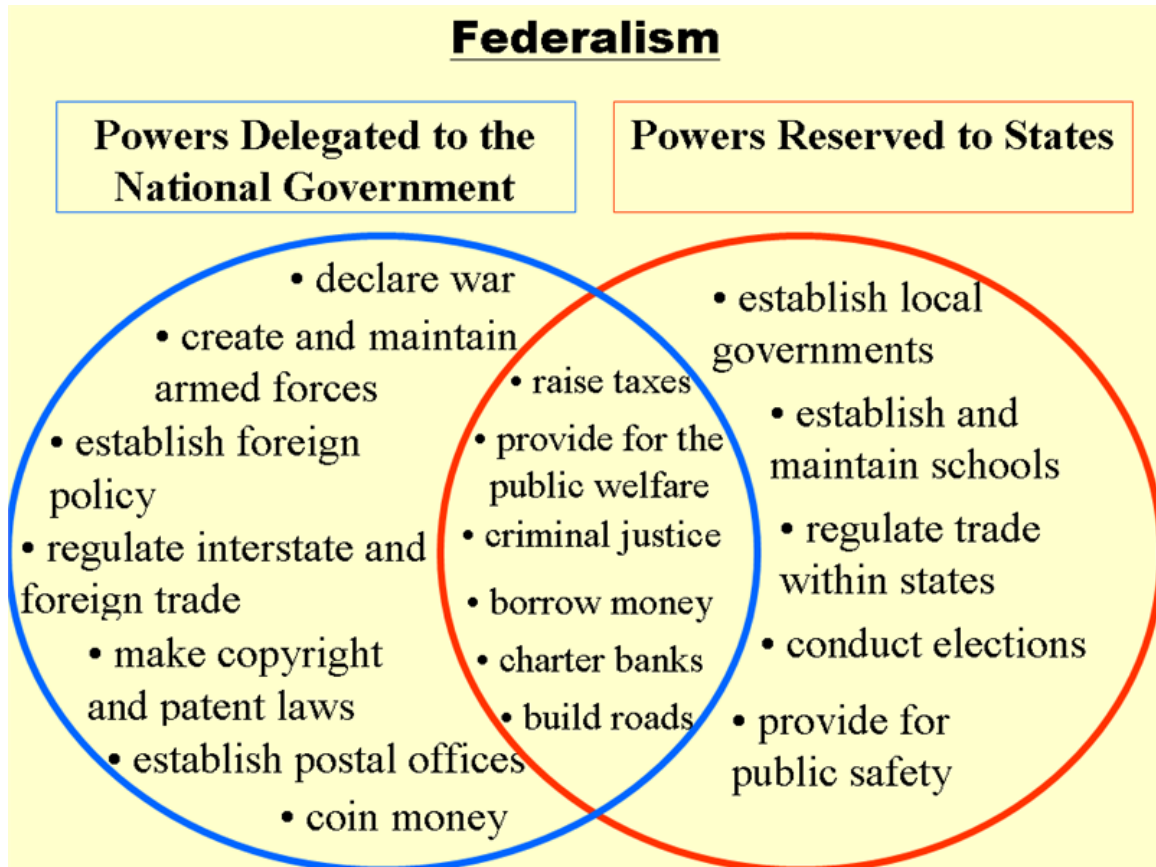 Federalism
Powers Delegated to the
National Government
Powers Reserved to States
• declare war
• create and maintain
armed forces
• establish foreign
policy
• regulate interstate and
foreign trade
• make copyright
and patent laws
• establish postal offices
• coin money
• raise taxes
• provide for the
public welfare
• criminal justice
• borrow money
• charter banks
• build roads
• establish local
governments
• establish and
maintain schools
• regulate trade
within states
• conduct elections
• provide for
public safety